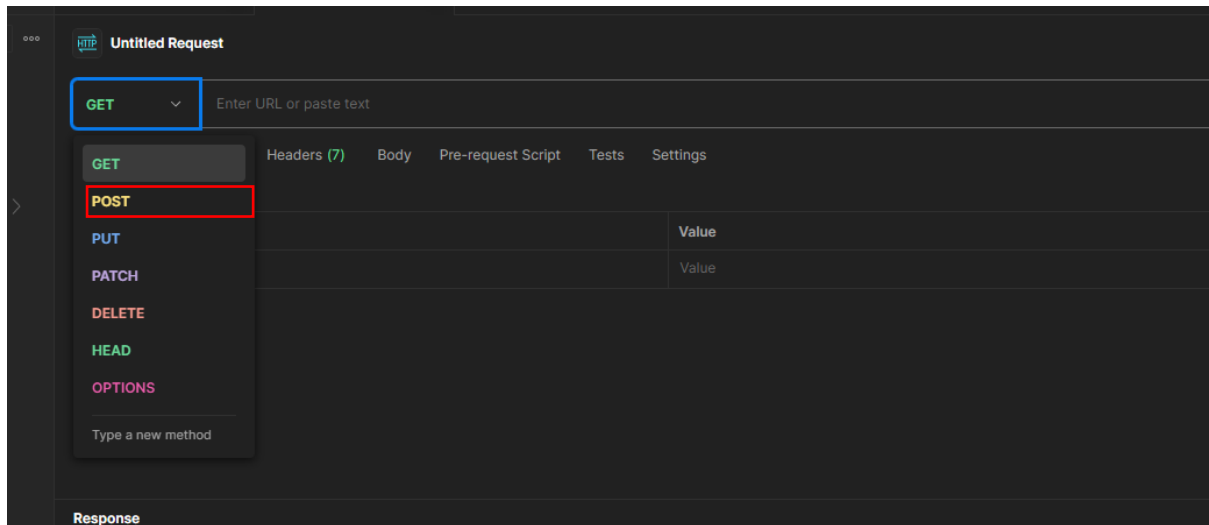 HTTP Untitled Request
GET Enter URL or paste text
Headers (7) Body Pre-request Script Tests Settings
GET
POST
PUT
PATCH
DELETE
HEAD
OPTIONS
Type a new method
Value
Value
Response